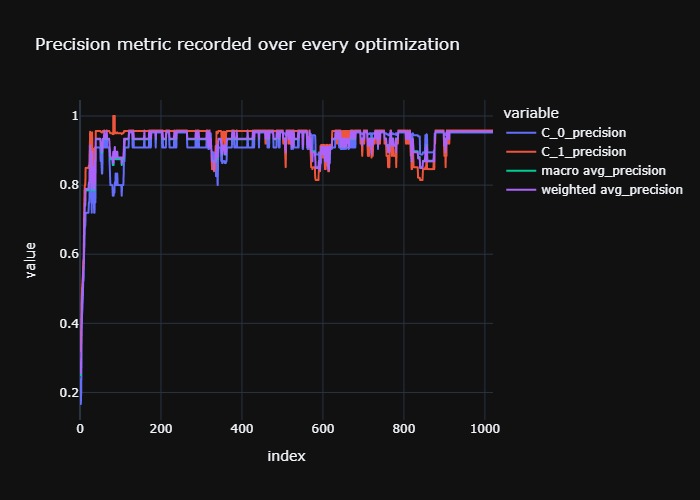 Precision metric recorded over every optimization
variable
C_0_precision
C_1_precision
macro avg_precision
weighted avg_precision
1
0.8
0.6
0.4
0.2
value
0
200
400
600
800
1000
index